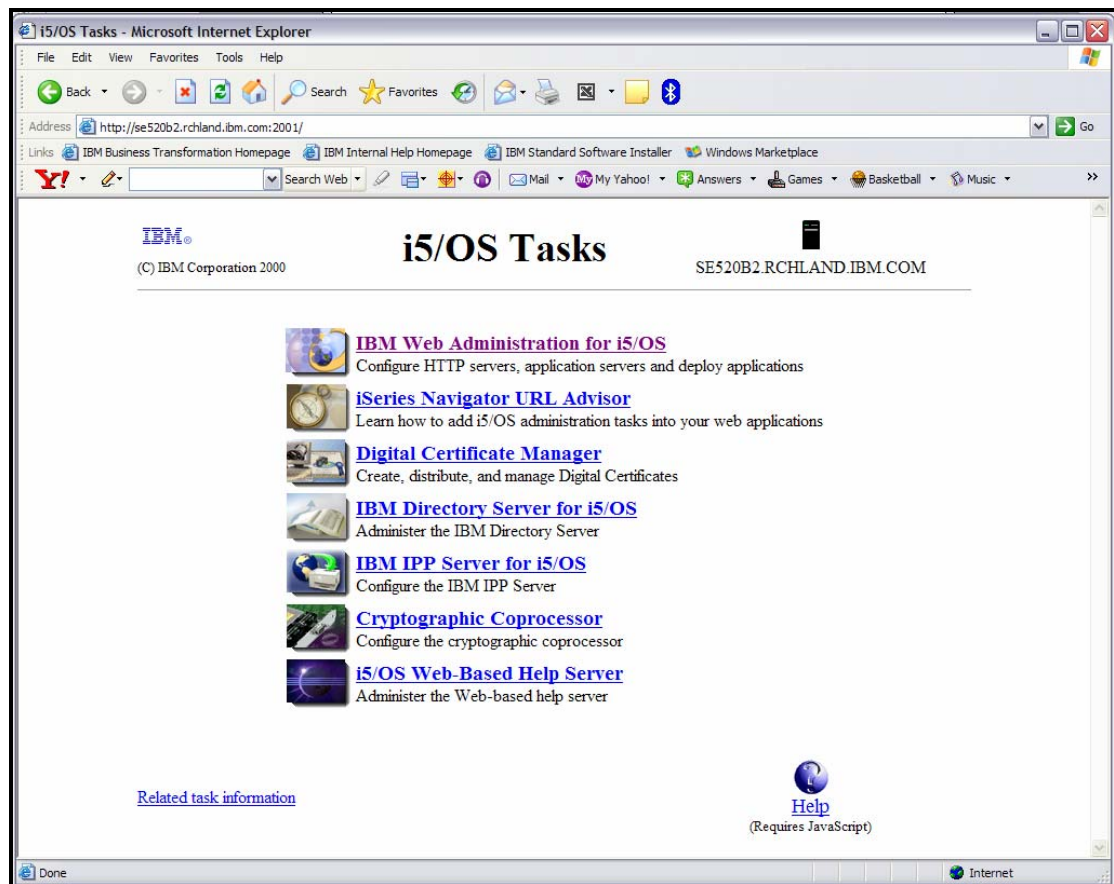 i5/OS Tasks - Microsoft Internet Explorer
File Edit View Favorites Tools Help
Back Search Favorites
Address http://se520b2.rchland.ibm.com:2001/ Go
Links IBM Business Transformation Homepage IBM Internal Help Homepage IBM Standard Software Installer Windows Marketplace
Y! Search Web Mail My Yahoo! Answers Games Basketball Music >>
IBM®
(C) IBM Corporation 2000
i5/OS Tasks
SE520B2.RCHLAND.IBM.COM
IBM Web Administration for i5/OS
Configure HTTP servers, application servers and deploy applications
iSeries Navigator URL Advisor
Learn how to add i5/OS administration tasks into your web applications
Digital Certificate Manager
Create, distribute, and manage Digital Certificates
IBM Directory Server for i5/OS
Administer the IBM Directory Server
IBM IPP Server for i5/OS
Configure the IBM IPP Server
Cryptographic Coprocessor
Configure the cryptographic coprocessor
i5/OS Web-Based Help Server
Administer the Web-based help server
Related task information
Help
(Requires JavaScript)
Done Internet